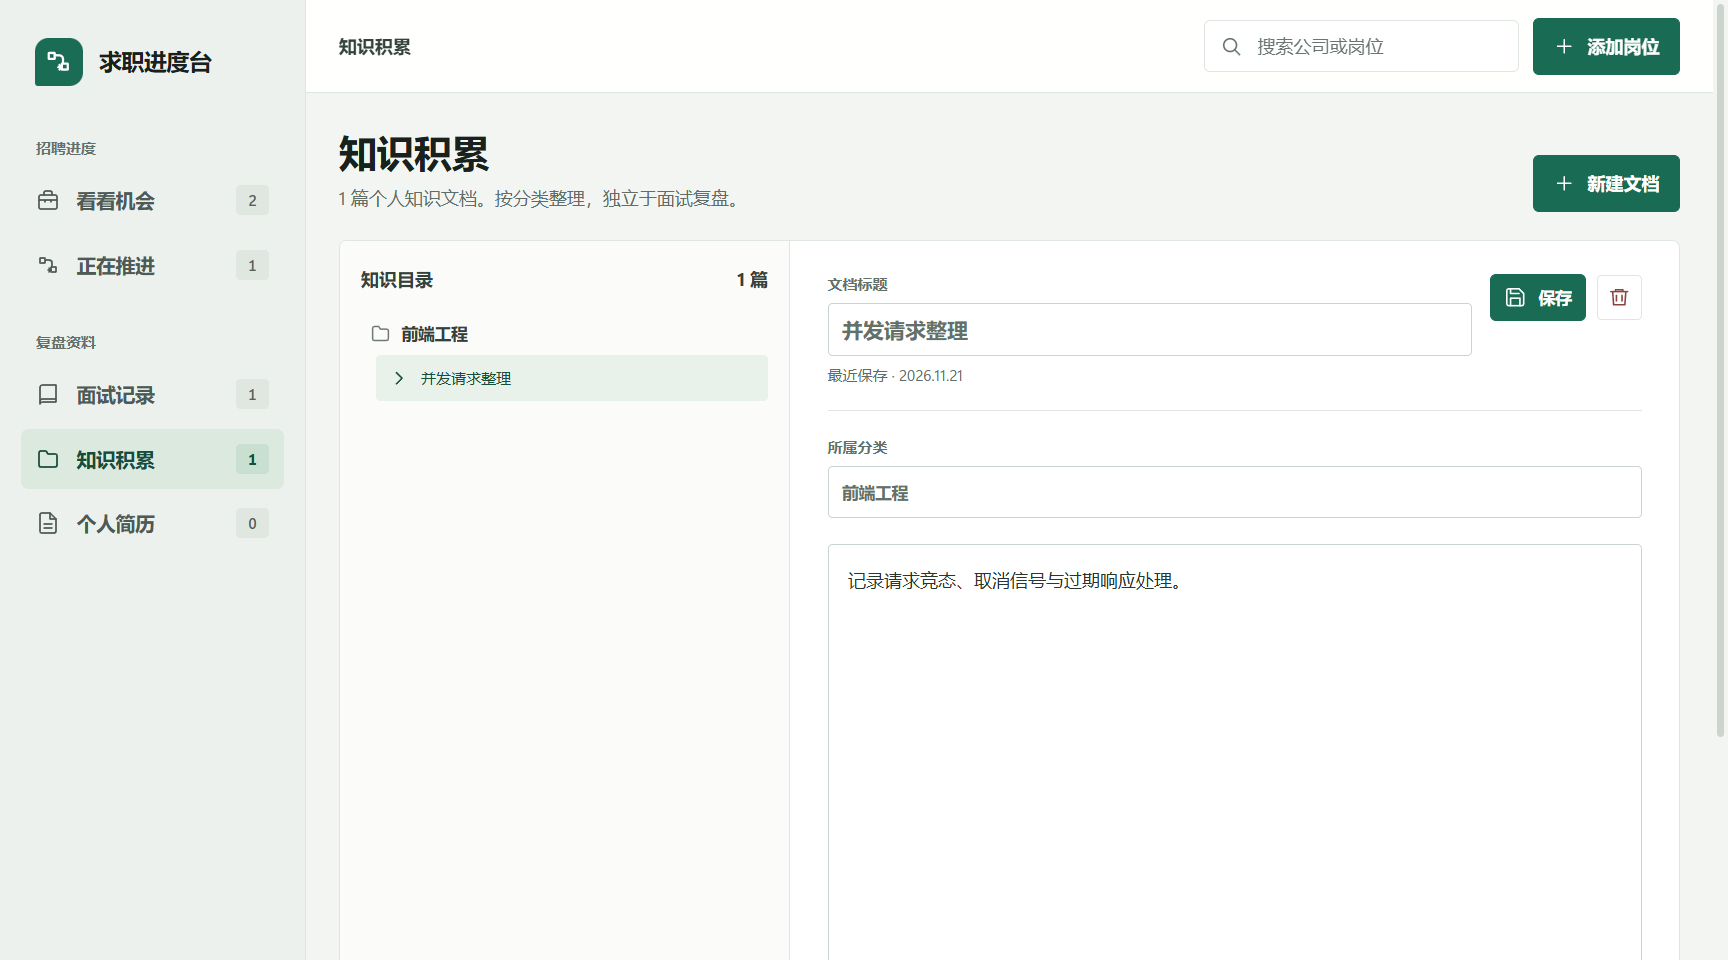 求职进度台
招聘进度
看看机会 2
正在推进 1
复盘资料
面试记录 1
知识积累 1
个人简历 0
知识积累
搜索公司或岗位
添加岗位
知识积累
1 篇个人知识文档。按分类整理，独立于面试复盘。
新建文档
知识目录 1 篇
前端工程
并发请求整理
文档标题
并发请求整理
保存
最近保存 · 2026.11.21
所属分类
前端工程
记录请求竞态、取消信号与过期响应处理。